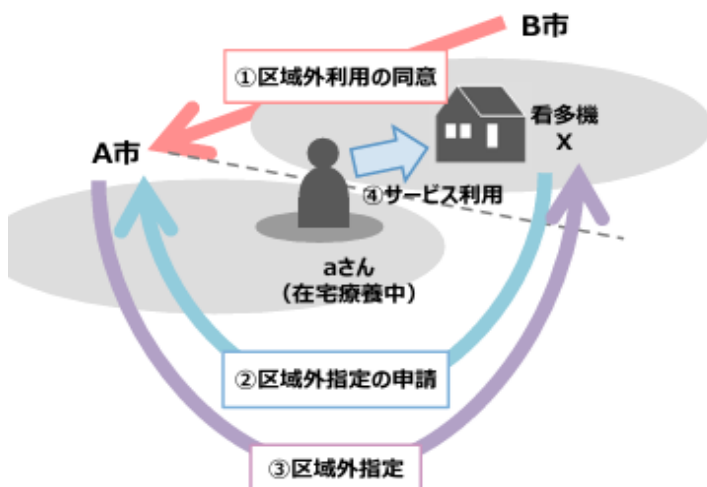 B市
①区域外利用の同意
看多機
X
A市
④サービス利用
aさん
(在宅療養中)
②区域外指定の申請
③区域外指定